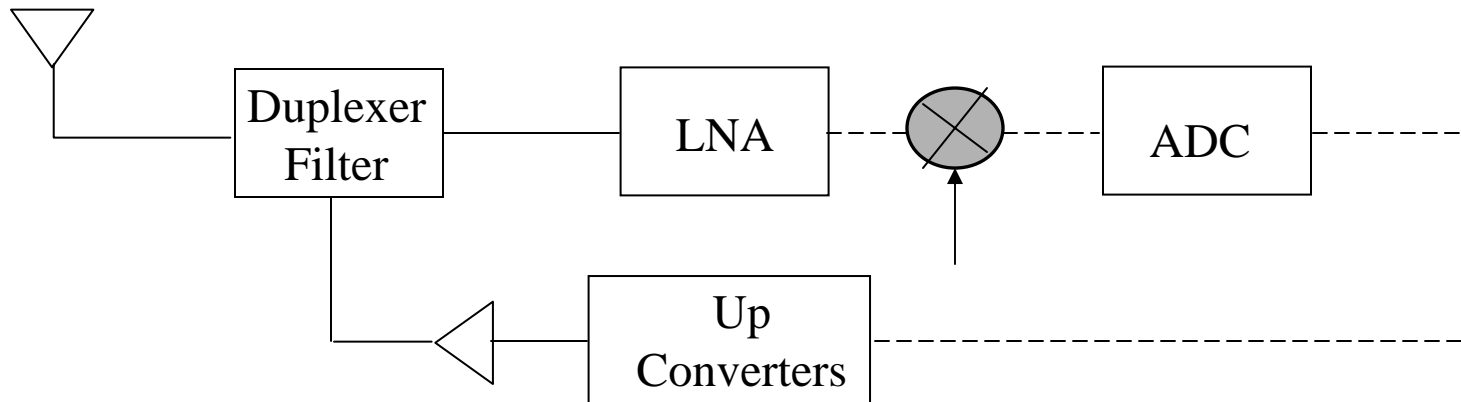 Duplexer
Filter
LNA
ADC
Up
Converters